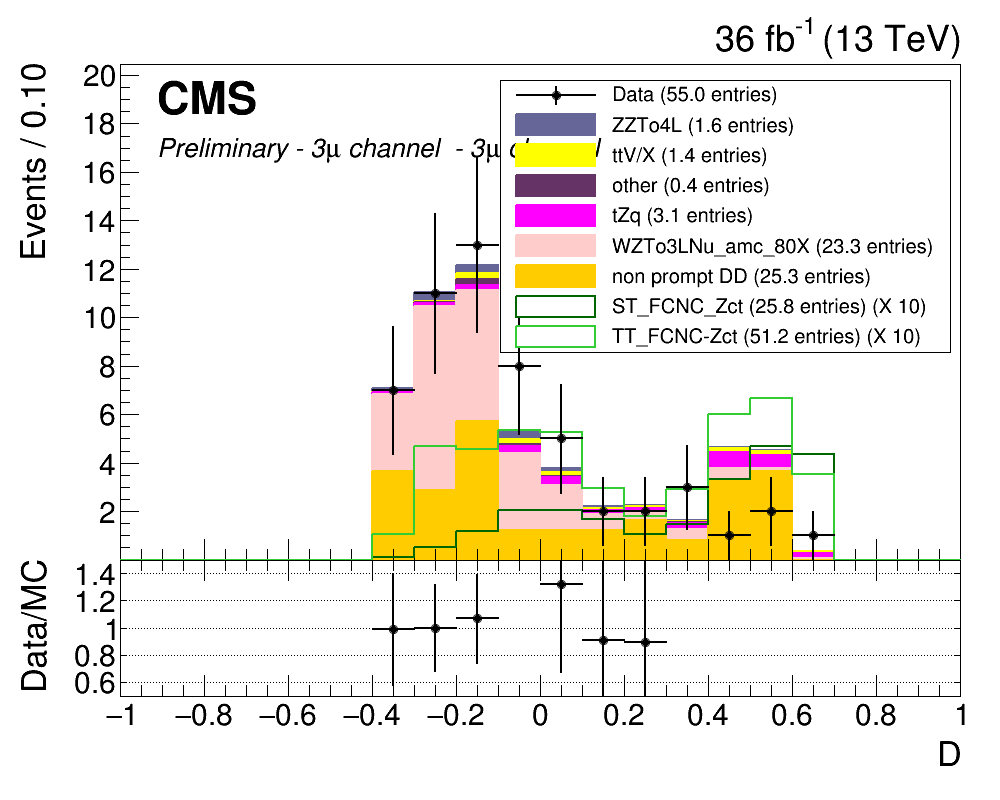 36 fb-1 (13 TeV)
Events / 0.10
20
18
16
14
12
10
8
6
4
2
CMS
Preliminary - 3μ channel - 3μ channel
Data (55.0 entries)
ZZTo4L (1.6 entries)
ttV/X (1.4 entries)
other (0.4 entries)
tZq (3.1 entries)
WZTo3LNu_amc_80X (23.3 entries)
non prompt DD (25.3 entries)
ST_FCNC_Zct (25.8 entries) (X 10)
TT_FCNC-Zct (51.2 entries) (X 10)
Data/MC
1.4
1.2
1
0.8
0.6
−1 −0.8 −0.6 −0.4 −0.2 0 0.2 0.4 0.6 0.8 1
D